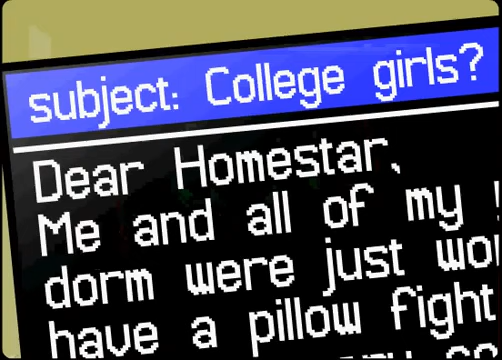 subject: College girls?
Dear Homestar,
Me and all of my
dorm were just
have a pillow fight